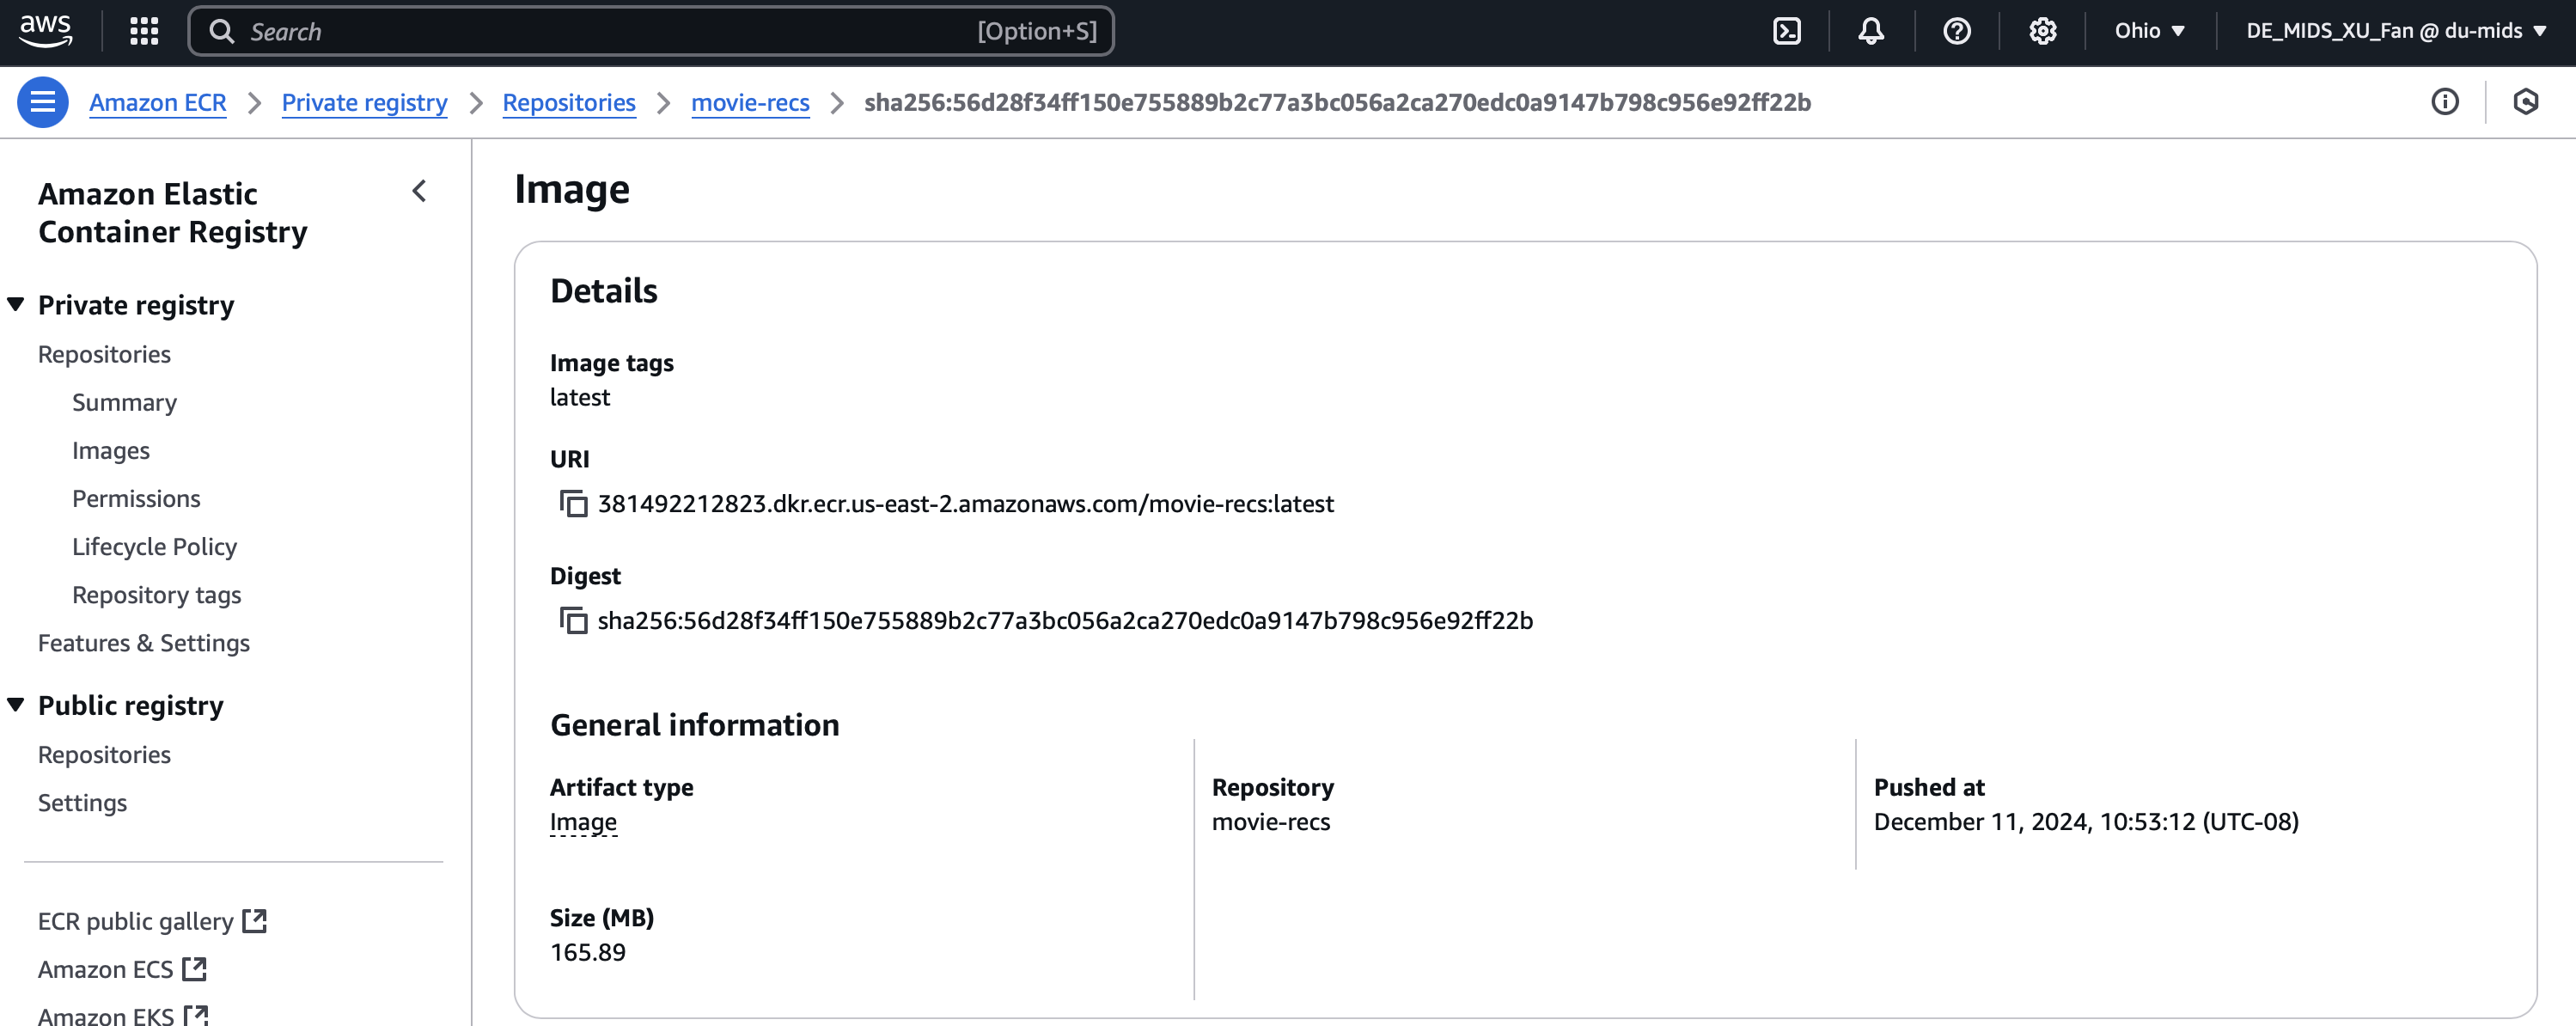 aws
Search
[Option+S]
Ohio
DE_MIDS_XU_Fan @ du-mids
Amazon ECR
Private registry
Repositories
movie-recs
sha256:56d28f34ff150e755889b2c77a3bc056a2ca270edc0a9147b798c956e92ff22b
Amazon Elastic
Container Registry
Private registry
Repositories
Summary
Images
Permissions
Lifecycle Policy
Repository tags
Features & Settings
Public registry
Repositories
Settings
ECR public gallery
Amazon ECS
Amazon EKS
Image
Details
Image tags
latest
URI
381492212823.dkr.ecr.us-east-2.amazonaws.com/movie-recs:latest
Digest
sha256:56d28f34ff150e755889b2c77a3bc056a2ca270edc0a9147b798c956e92ff22b
General information
Artifact type
Image
Repository
movie-recs
Pushed at
December 11, 2024, 10:53:12 (UTC-08)
Size (MB)
165.89